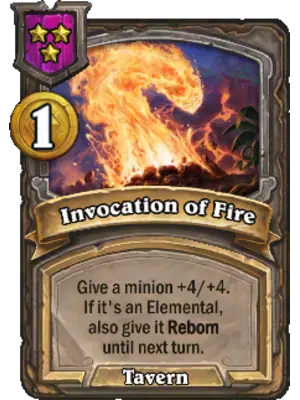 1
Invocation of Fire
Give a minion +4/+4.
If it's an Elemental,
also give it Reborn
until next turn.
Tavern